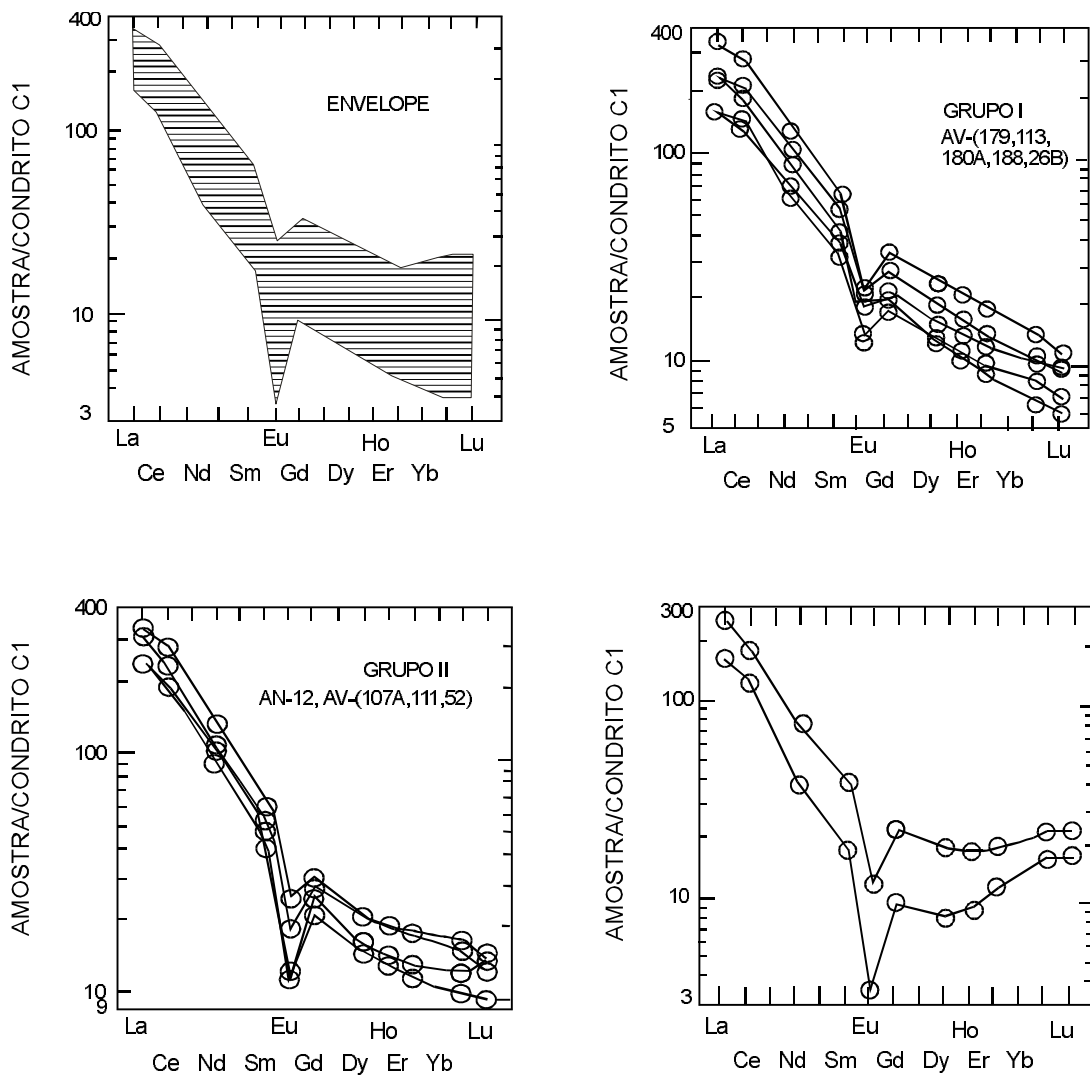 400
100
10
3
AMOSTRA/CONDRITO C1
ENVELOPE
La Eu Ho Lu
Ce Nd Sm Gd Dy Er Yb
400
100
10
5
AMOSTRA/CONDRITO C1
GRUPO I
AV-(179,113,
180A,188,26B)
La Eu Ho Lu
Ce Nd Sm Gd Dy Er Yb
400
100
10
9
AMOSTRA/CONDRITO C1
GRUPO II
AN-12, AV-(107A,111,52)
La Eu Ho Lu
Ce Nd Sm Gd Dy Er Yb
300
100
10
3
AMOSTRA/CONDRITO C1
La Eu Ho Lu
Ce Nd Sm Gd Dy Er Yb